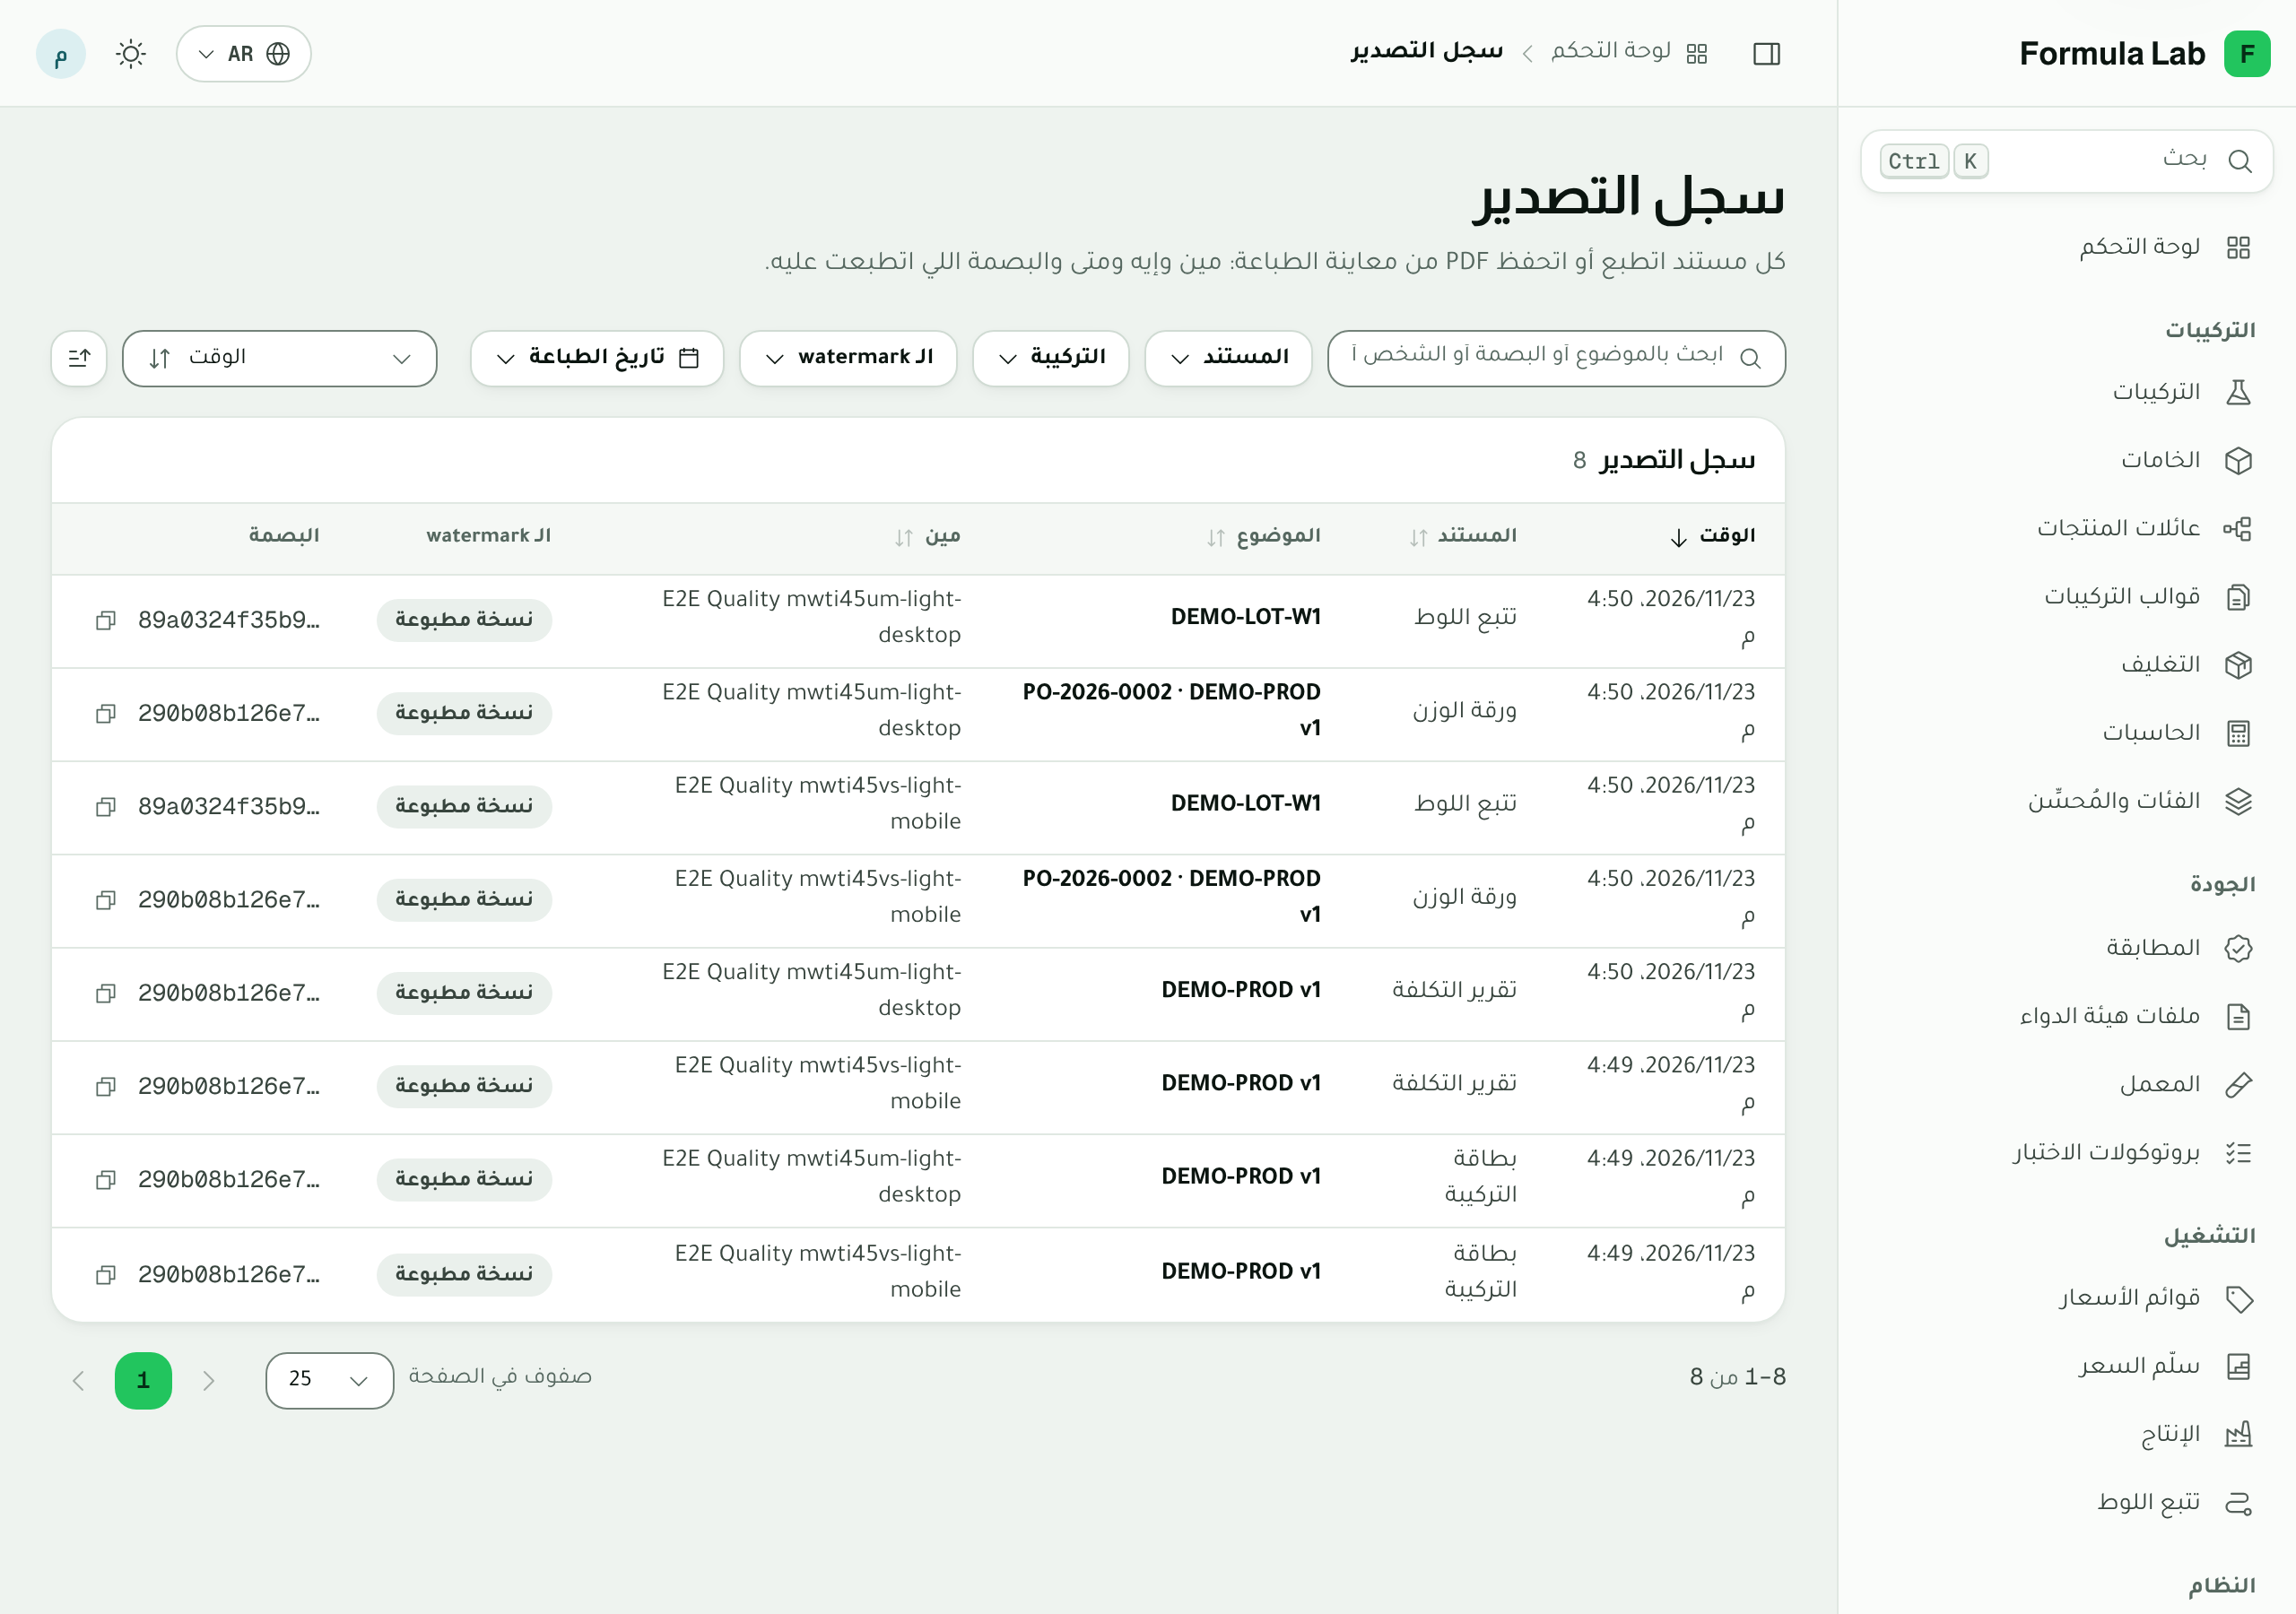 F Formula Lab
بحث Ctrl K
لوحة التحكم
التركيبات
التركيبات
الخامات
عائلات المنتجات
قوالب التركيبات
التغليف
الحاسبات
الفئات والمُحسِّن
الجودة
المطابقة
ملفات هيئة الدواء
المعمل
بروتوكولات الاختبار
التشغيل
قوائم الأسعار
سلّم السعر
الإنتاج
تتبع اللوط
النظام
لوحة التحكم سجل التصدير
AR
م
سجل التصدير
كل مستند اتطبع أو اتحفظ PDF من معاينة الطباعة: مين وإيه ومتى والبصمة اللي اتطبعت عليه.
ابحث بالموضوع أو البصمة أو الشخص أ المستند التركيبة الـ watermark تاريخ الطباعة الوقت
سجل التصدير 8
الوقت المستند الموضوع مين الـ watermark البصمة
2026/11/23، 4:50 م تتبع اللوط DEMO-LOT-W1 E2E Quality mwti45um-light-desktop نسخة مطبوعة 89a0324f35b9…
2026/11/23، 4:50 م ورقة الوزن PO-2026-0002 · DEMO-PROD v1 E2E Quality mwti45um-light-desktop نسخة مطبوعة 290b08b126e7…
2026/11/23، 4:50 م تتبع اللوط DEMO-LOT-W1 E2E Quality mwti45vs-light-mobile نسخة مطبوعة 89a0324f35b9…
2026/11/23، 4:50 م ورقة الوزن PO-2026-0002 · DEMO-PROD v1 E2E Quality mwti45vs-light-mobile نسخة مطبوعة 290b08b126e7…
2026/11/23، 4:50 م تقرير التكلفة DEMO-PROD v1 E2E Quality mwti45um-light-desktop نسخة مطبوعة 290b08b126e7…
2026/11/23، 4:49 م تقرير التكلفة DEMO-PROD v1 E2E Quality mwti45vs-light-mobile نسخة مطبوعة 290b08b126e7…
2026/11/23، 4:49 م بطاقة التركيبة DEMO-PROD v1 E2E Quality mwti45um-light-desktop نسخة مطبوعة 290b08b126e7…
2026/11/23، 4:49 م بطاقة التركيبة DEMO-PROD v1 E2E Quality mwti45vs-light-mobile نسخة مطبوعة 290b08b126e7…
1–8 من 8
صفوف في الصفحة 25
1